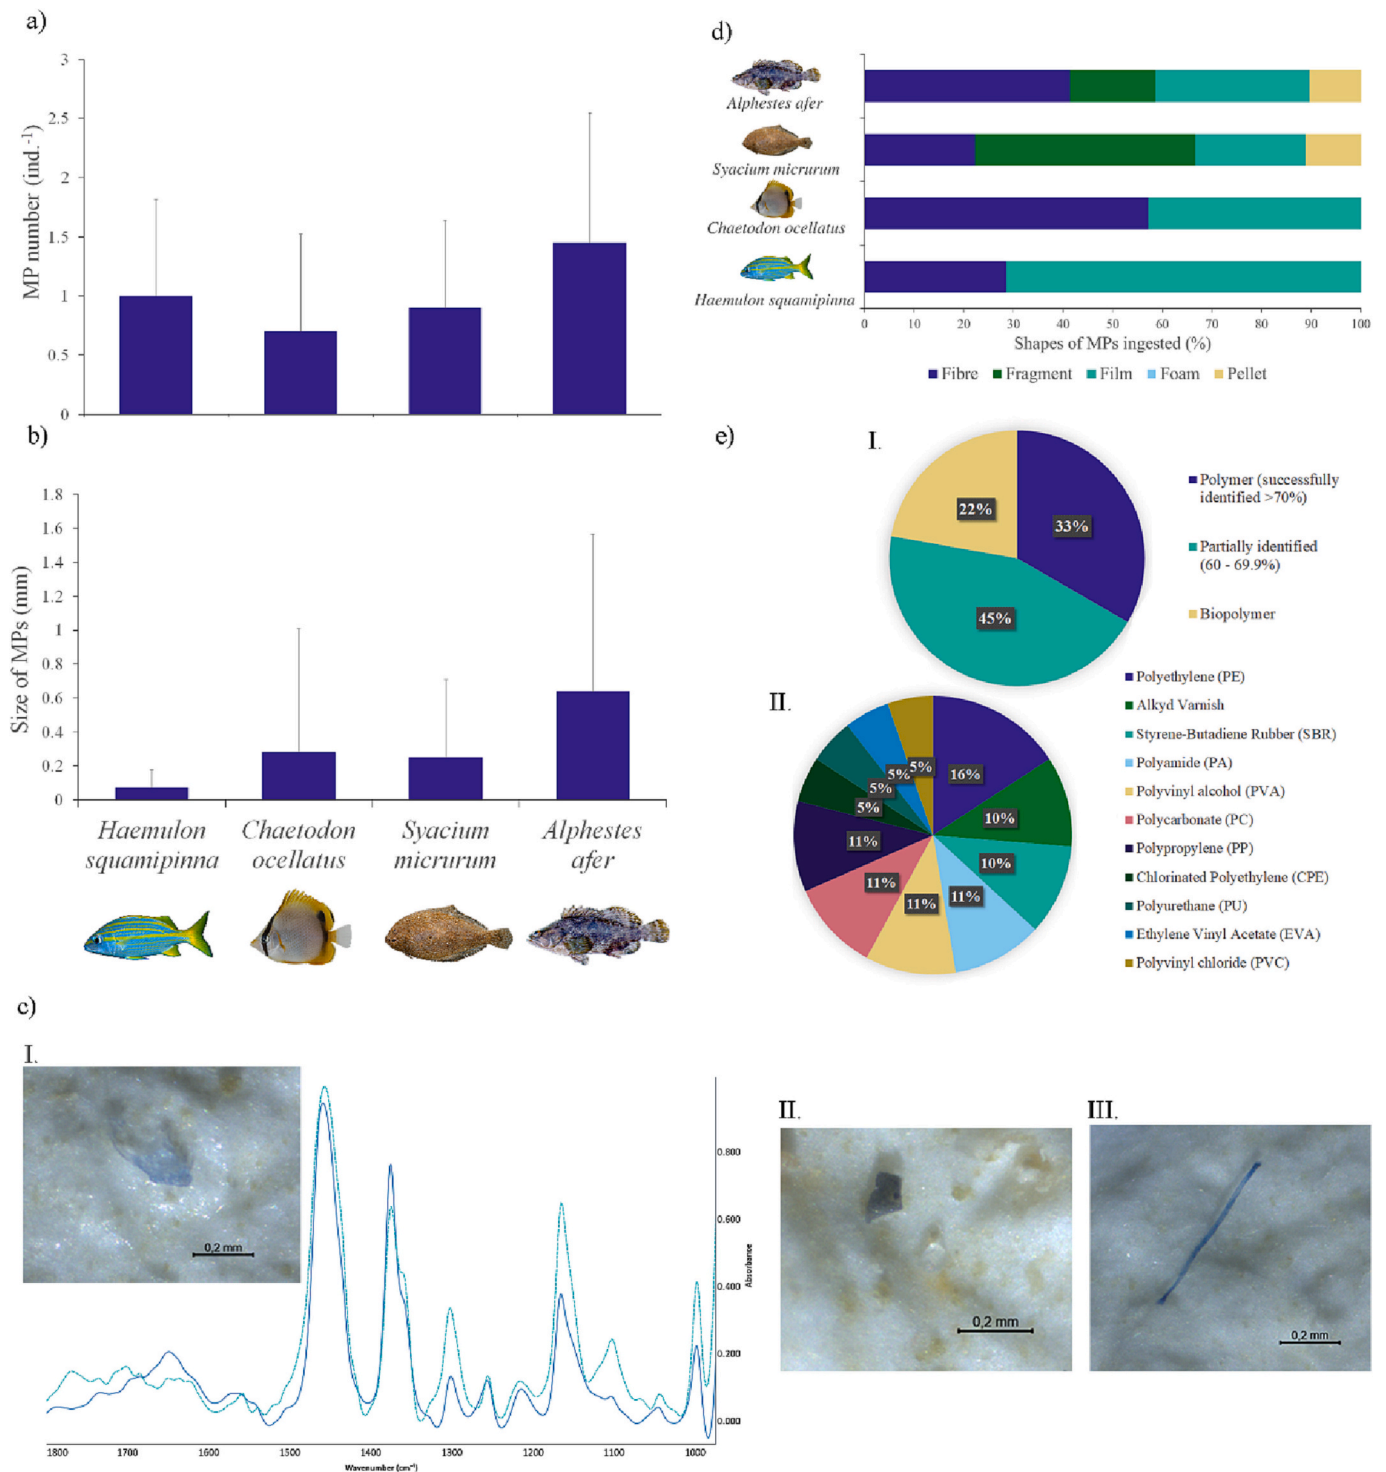 a)
3
2.5
2
1.5
1
0.5
0
MP number (ind.-1)
b)
1.8
1.6
1.4
1.2
1
0.8
0.6
0.4
0.2
0
Size of MPs (mm)
Haemulon squamipinna
Chaetodon ocellatus
Syacium micrurum
Alphestes afer
c)
I.
0,2 mm
0.800
0.600
0.400
0.200
0.000
Absorbance
1800 1700 1600 1500 1400 1300 1200 1100 1000
Wavenumber (cm-1)
II.
0,2 mm
III.
0,2 mm
d)
Alphestes afer
Syacium micrurum
Chaetodon ocellatus
Haemulon squamipinna
0 10 20 30 40 50 60 70 80 90 100
Shapes of MPs ingested (%)
Fibre Fragment Film Foam Pellet
e)
I.
22%
33%
45%
Polymer (successfully
identified >70%)
Partially identified
(60 - 69.9%)
Biopolymer
II.
16%
10%
10%
11%
11%
11%
11%
5%
5%
5%
5%
Polyethylene (PE)
Alkyd Varnish
Styrene-Butadiene Rubber (SBR)
Polyamide (PA)
Polyvinyl alcohol (PVA)
Polycarbonate (PC)
Polypropylene (PP)
Chlorinated Polyethylene (CPE)
Polyurethane (PU)
Ethylene Vinyl Acetate (EVA)
Polyvinyl chloride (PVC)